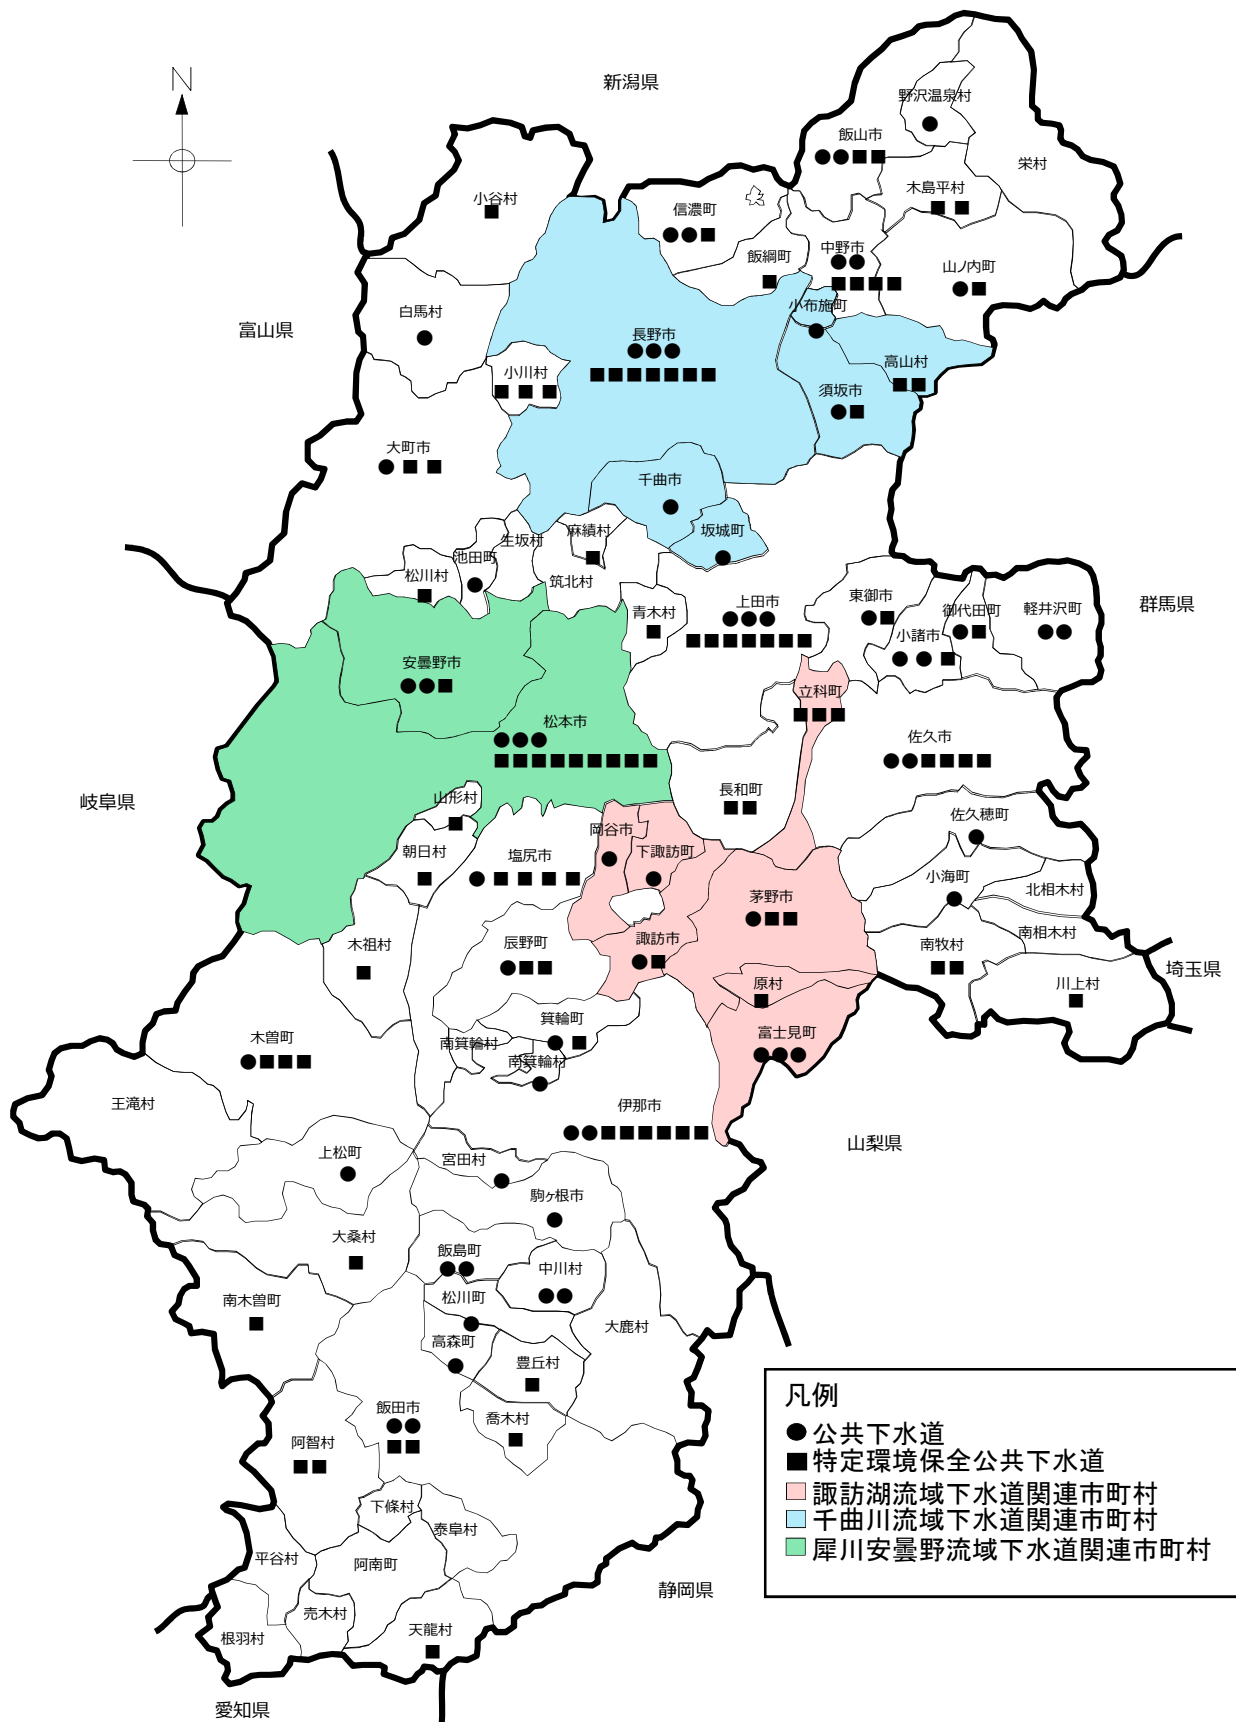 N
新潟県
野沢温泉村
飯山市
栄村
木島平村
小谷村
信濃町
飯綱町
中野市
山ノ内町
白馬村
富山県
小布施町
長野市
高山村
小川村
須坂市
大町市
千曲市
坂城町
麻績村
生坂村
池田町
松川村
筑北村
青木村
上田市
東御市
御代田町
軽井沢町
群馬県
小諸市
安曇野市
立科町
松本市
佐久市
岐阜県
山形村
長和町
佐久穂町
岡谷市
下諏訪町
朝日村
塩尻市
小海町
北相木村
茅野市
木祖村
辰野町
諏訪市
南牧村
南相木村
埼玉県
原村
川上村
木曽町
箕輪町
富士見町
南箕輪村
南箕輪村
王滝村
伊那市
山梨県
上松町
宮田村
駒ヶ根市
大桑村
飯島町
中川村
南木曽町
松川町
大鹿村
高森町
豊丘村
飯田市
喬木村
阿智村
下條村
泰阜村
平谷村
阿南町
売木村
静岡県
根羽村
天龍村
愛知県
凡例
公共下水道
特定環境保全公共下水道
諏訪湖流域下水道関連市町村
千曲川流域下水道関連市町村
犀川安曇野流域下水道関連市町村